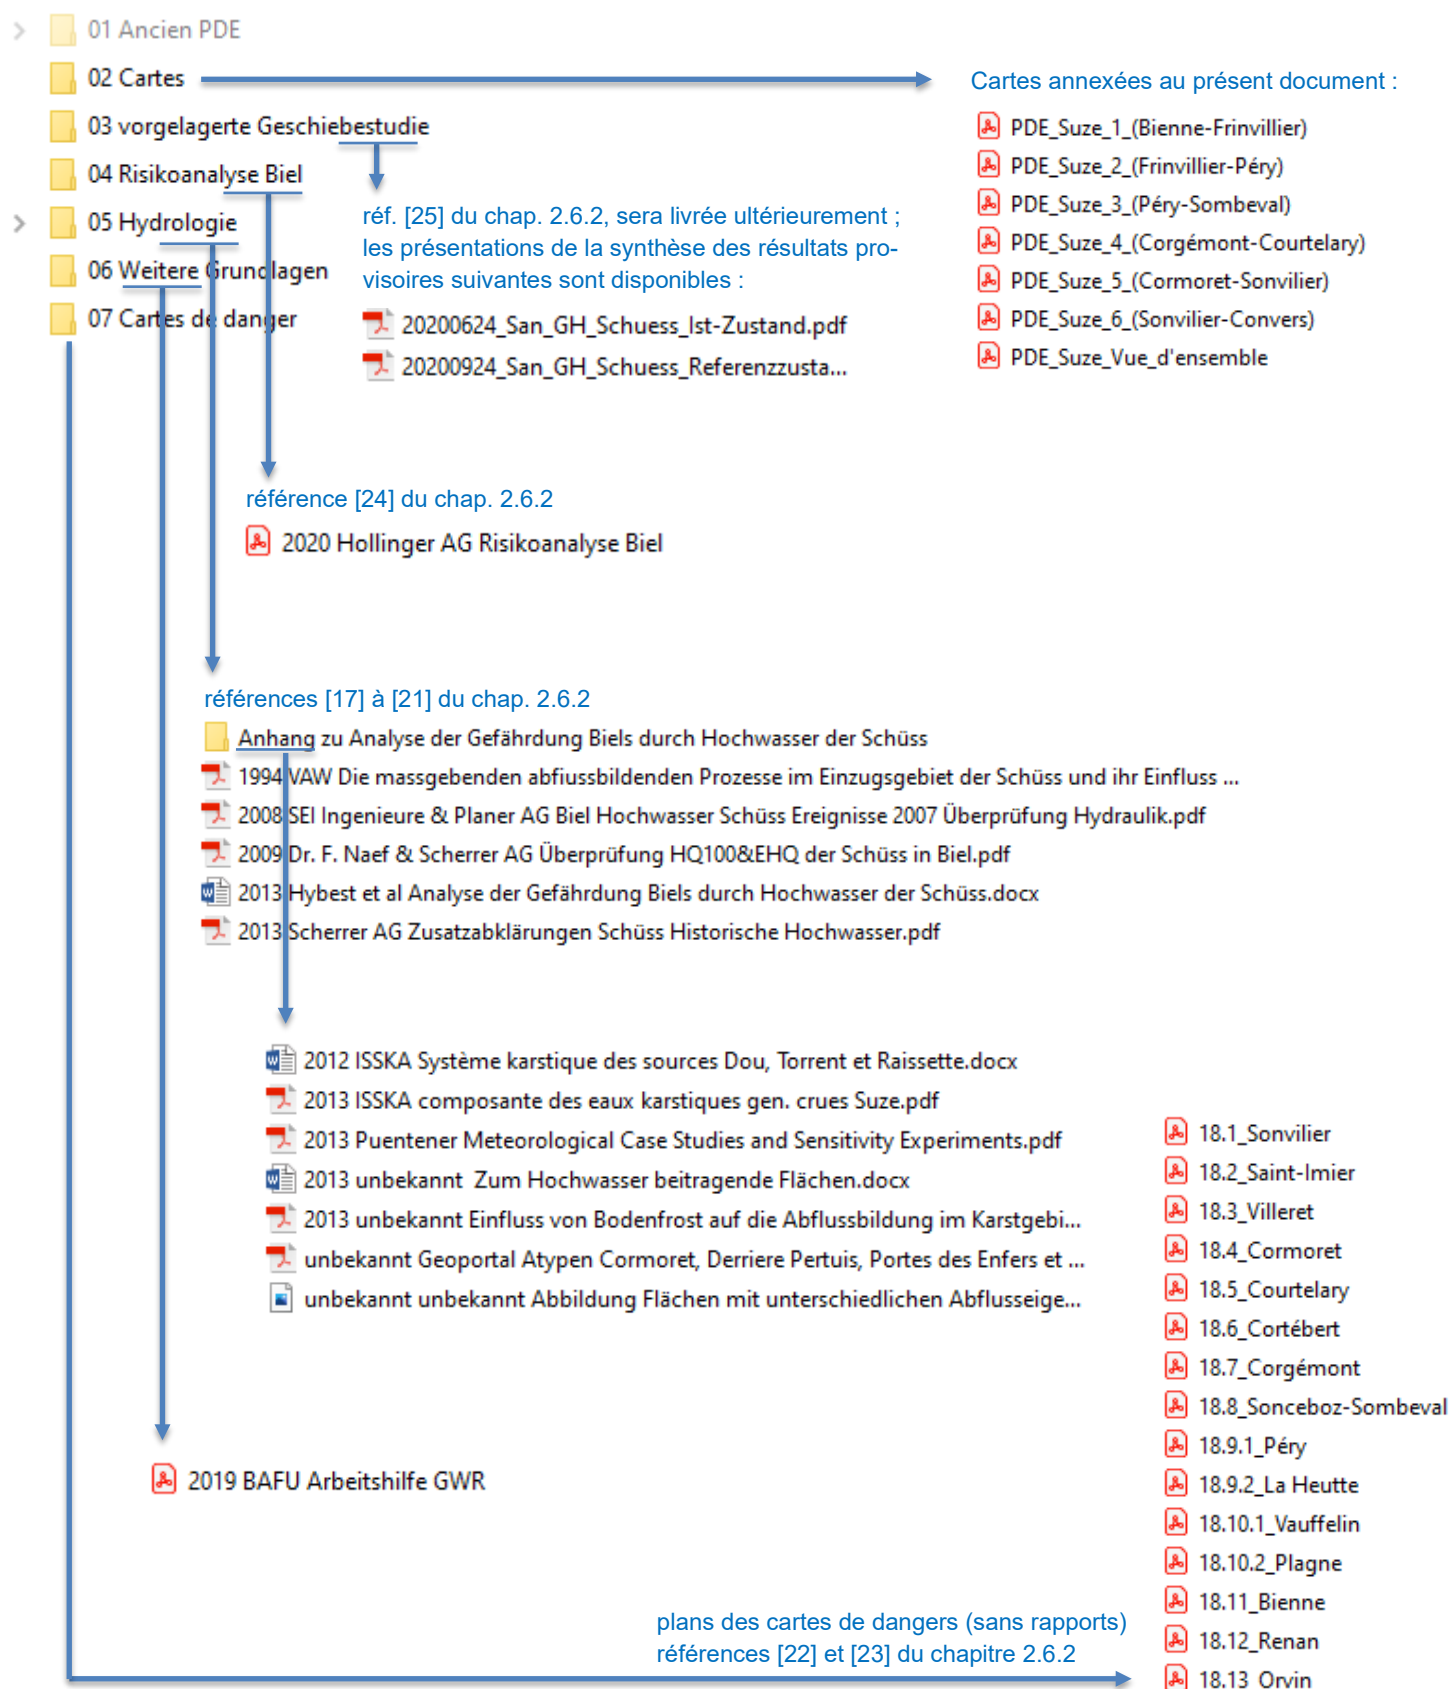 01 Ancien PDE
02 Cartes
03 vorgelagerte Geschiebestudie
04 Risikoanalyse Biel
05 Hydrologie
06 Weitere Grundlagen
07 Cartes de danger
Cartes annexées au présent document :
PDE_Suze_1_(Bienne-Frinvillier)
PDE_Suze_2_(Frinvillier-Péry)
PDE_Suze_3_(Péry-Sombeval)
PDE_Suze_4_(Corgémont-Courtelary)
PDE_Suze_5_(Cormoret-Sonvilier)
PDE_Suze_6_(Sonvilier-Convers)
PDE_Suze_Vue_d'ensemble
réf. [25] du chap. 2.6.2, sera livrée ultérieurement ;
les présentations de la synthèse des résultats pro-
visoires suivantes sont disponibles :
20200624_San_GH_Schuess_Ist-Zustand.pdf
20200924_San_GH_Schuess_Referenzzusta...
référence [24] du chap. 2.6.2
2020 Hollinger AG Risikoanalyse Biel
références [17] à [21] du chap. 2.6.2
Anhang zu Analyse der Gefährdung Biels durch Hochwasser der Schüss
1994 VAW Die massgebenden abfiussbildenden Prozesse im Einzugsgebiet der Schüss und ihr Einfluss ...
2008 SEI Ingenieure & Planer AG Biel Hochwasser Schüss Ereignisse 2007 Überprüfung Hydraulik.pdf
2009 Dr. F. Naef & Scherrer AG Überprüfung HQ100&EHQ der Schüss in Biel.pdf
2013 Hybest et al Analyse der Gefährdung Biels durch Hochwasser der Schüss.docx
2013 Scherrer AG Zusatzabklärungen Schüss Historische Hochwasser.pdf
2012 ISSKA Système karstique des sources Dou, Torrent et Raissette.docx
2013 ISSKA composante des eaux karstiques gen. crues Suze.pdf
2013 Puentener Meteorological Case Studies and Sensitivity Experiments.pdf
2013 unbekannt  Zum Hochwasser beitragende Flächen.docx
2013 unbekannt Einfluss von Bodenfrost auf die Abflussbildung im Karstgebi...
unbekannt Geoportal Atypen Cormoret, Derriere Pertuis, Portes des Enfers et ...
unbekannt unbekannt Abbildung Flächen mit unterschiedlichen Abflusseige...
2019 BAFU Arbeitshilfe GWR
18.1_Sonvilier
18.2_Saint-Imier
18.3_Villeret
18.4_Cormoret
18.5_Courtelary
18.6_Cortébert
18.7_Corgémont
18.8_Sonceboz-Sombeval
18.9.1_Péry
18.9.2_La Heutte
18.10.1_Vauffelin
18.10.2_Plagne
18.11_Bienne
18.12_Renan
18.13_Orvin
plans des cartes de dangers (sans rapports)
références [22] et [23] du chapitre 2.6.2